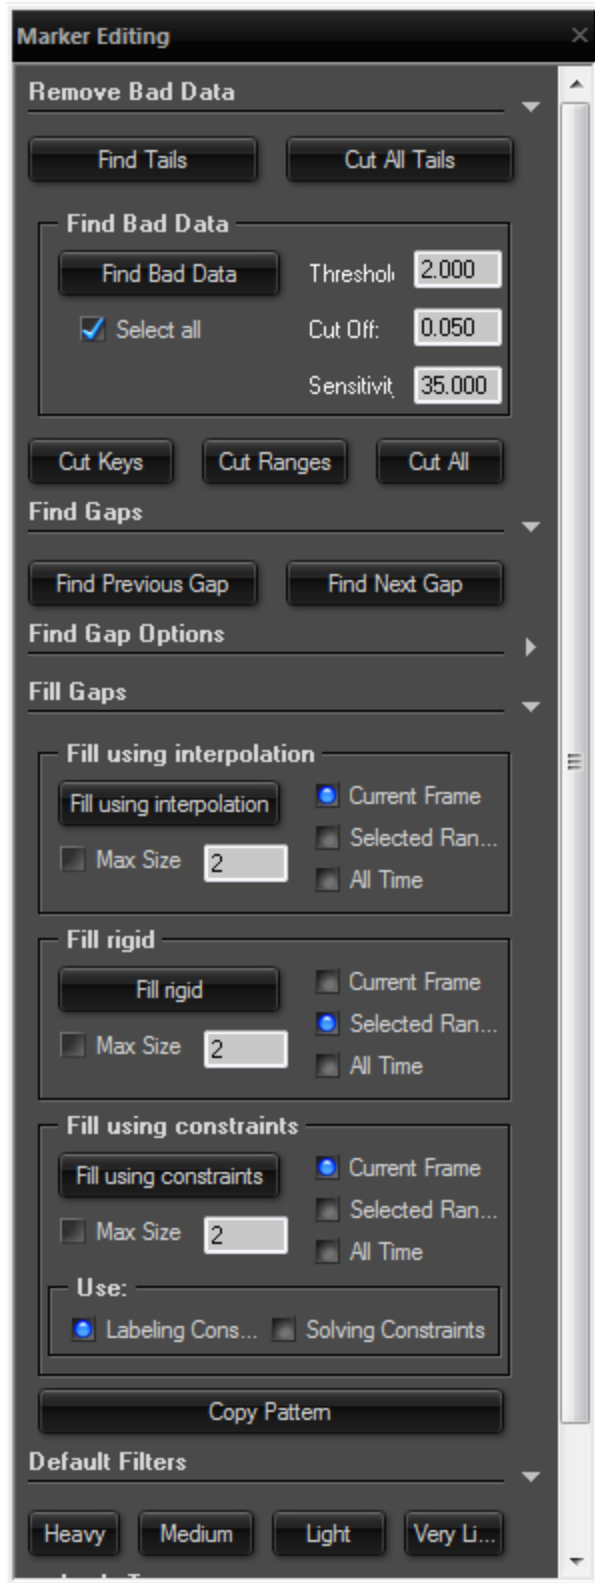 Marker Editing
Remove Bad Data
Find Tails
Cut All Tails
Find Bad Data
Find Bad Data
Threshol
2.000
Select all
Cut Off:
0.050
Sensitivit
35.000
Cut Keys
Cut Ranges
Cut All
Find Gaps
Find Previous Gap
Find Next Gap
Find Gap Options
Fill Gaps
Fill using interpolation
Fill using interpolation
Current Frame
Selected Ran...
Max Size
2
All Time
Fill rigid
Fill rigid
Current Frame
Selected Ran...
Max Size
2
All Time
Fill using constraints
Fill using constraints
Current Frame
Selected Ran...
Max Size
2
All Time
Use:
Labeling Cons...
Solving Constraints
Copy Pattern
Default Filters
Heavy
Medium
Light
Very Li...